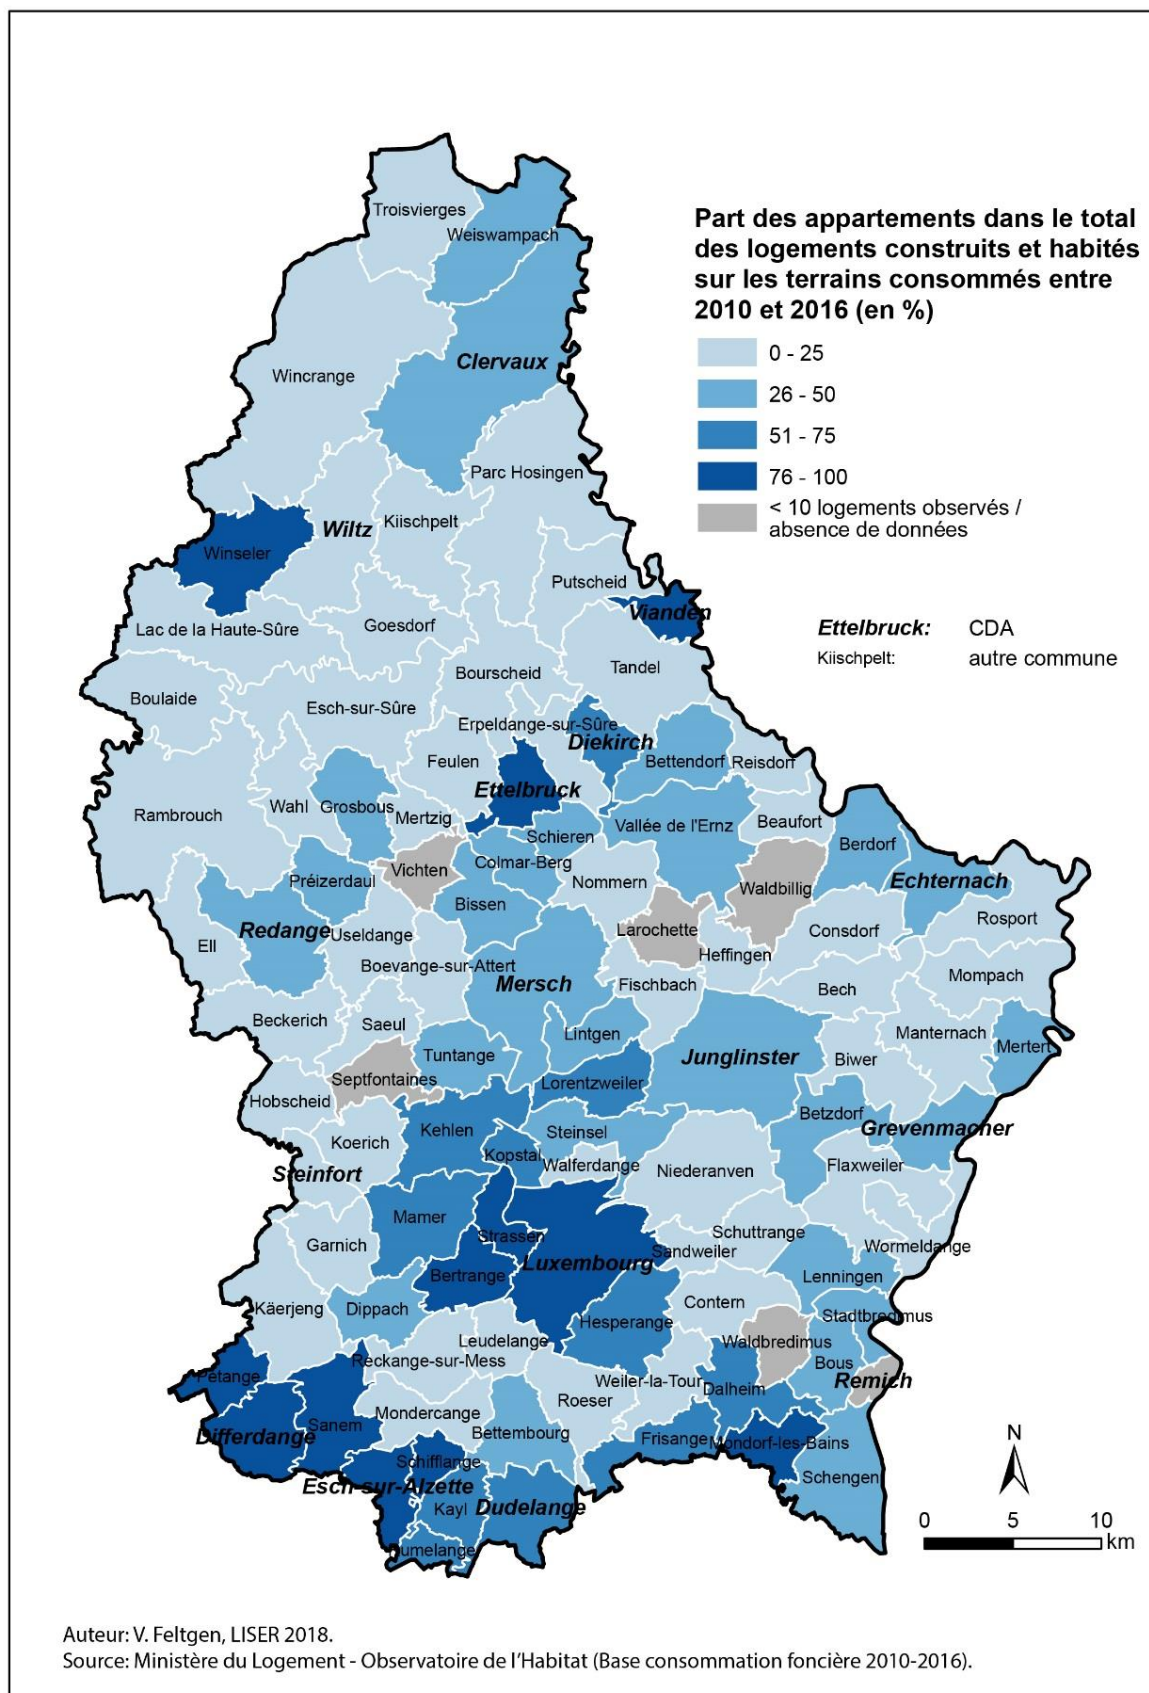 Part des appartements dans le total
des logements construits et habités
sur les terrains consommés entre
2010 et 2016 (en %)
0 - 25
26 - 50
51 - 75
76 - 100
< 10 logements observés /
absence de données
Ettelbruck: CDA
Kiischpelt: autre commune
Troisvierges
Weiswampach
Clervaux
Wincrange
Parc Hosingen
Wiltz
Kiischpelt
Winseler
Putscheid
Vianden
Lac de la Haute-Sûre
Goesdorf
Tandel
Bourscheid
Boulaide
Esch-sur-Sûre
Erpeldange-sur-Sûre
Diekirch
Feulen
Bettendorf
Reisdorf
Ettelbruck
Rambrouch
Wahl
Grosbous
Mertzig
Vallée de l'Ernz
Beaufort
Schieren
Berdorf
Colmar-Berg
Vichten
Préizerdaul
Nommern
Waldbillig
Echternach
Bissen
Rosport
Redange
Useldange
Larochette
Consdorf
Ell
Heffingen
Boevange-sur-Attert
Mersch
Fischbach
Bech
Mompach
Beckerich
Saeul
Lintgen
Manternach
Tuntange
Junglinster
Biwer
Mertert
Septfontaines
Lorentzweiler
Hobscheid
Betzdorf
Grevenmacher
Kehlen
Steinsel
Koerich
Kopstal
Walferdange
Niederanven
Flaxweiler
Steinfort
Mamer
Strassen
Schuttrange
Garnich
Sandweiler
Wormeldange
Luxembourg
Bertrange
Lenningen
Contern
Käerjeng
Dippach
Stadtbredimus
Hesperange
Leudelange
Waldbredimus
Reckange-sur-Mess
Bous
Pétange
Weiler-la-Tour
Remich
Dalheim
Roeser
Mondercange
Sanem
Bettembourg
Differdange
Frisange
Mondorf-les-Bains
Schifflange
Schengen
Esch-sur-Alzette
Kayl
Dudelange
Rumelange
N
0 5 10
km
Auteur: V. Feltgen, LISER 2018.
Source: Ministère du Logement - Observatoire de l'Habitat (Base consommation foncière 2010-2016).